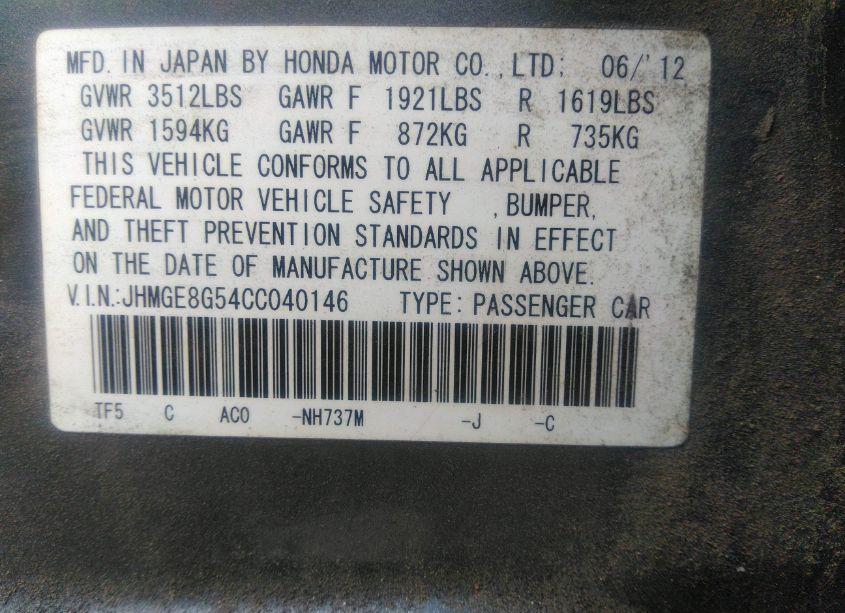 MFD. IN JAPAN BY HONDA MOTOR CO., LTD; 06/'12
GVWR 3512LBS GAWR F 1921LBS R 1619LBS
GVWR 1594KG GAWR F 872KG R 735KG
THIS VEHICLE CONFORMS TO ALL APPLICABLE
FEDERAL MOTOR VEHICLE SAFETY , BUMPER,
AND THEFT PREVENTION STANDARDS IN EFFECT
ON THE DATE OF MANUFACTURE SHOWN ABOVE.
V.I.N.:JHMGE8G54CC040146 TYPE: PASSENGER CAR
TF5 C AC0 -NH737M -J -C